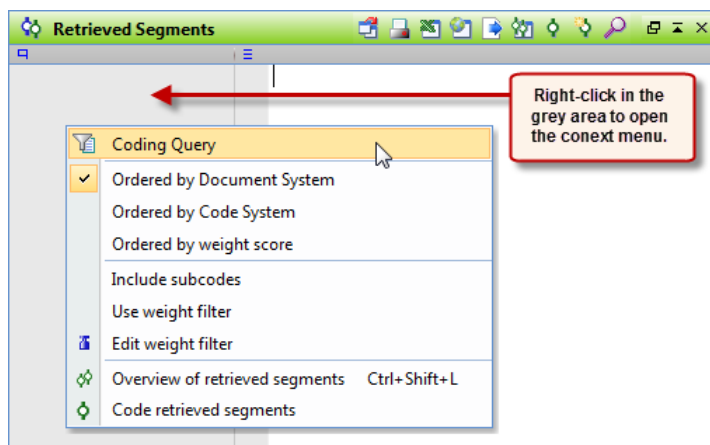 Retrieved Segments
Right-click in the
grey area to open
the conext menu.
Coding Query
Ordered by Document System
Ordered by Code System
Ordered by weight score
Include subcodes
Use weight filter
Edit weight filter
Overview of retrieved segments Ctrl+Shift+L
Code retrieved segments